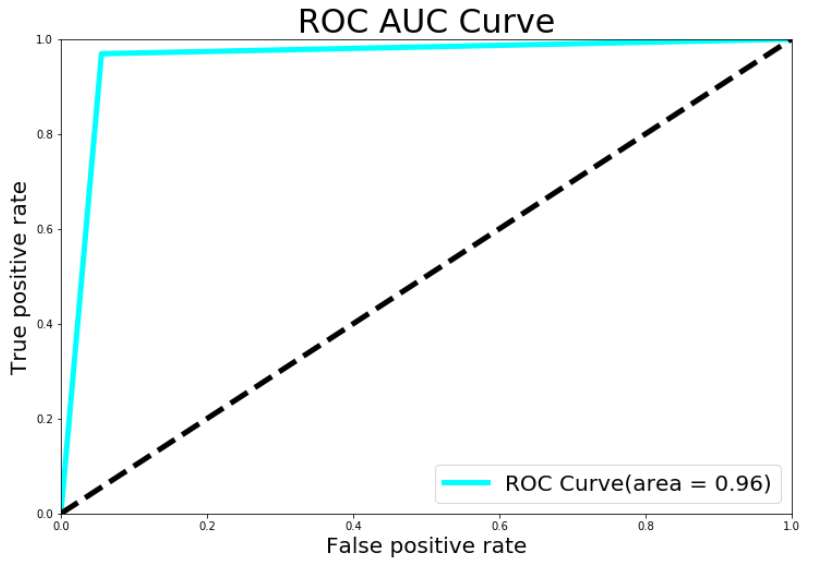 ROC AUC Curve
1.0
0.8
0.6
0.4
0.2
0.0
True positive rate
ROC Curve(area = 0.96)
0.0 0.2 0.4 0.6 0.8 1.0
False positive rate